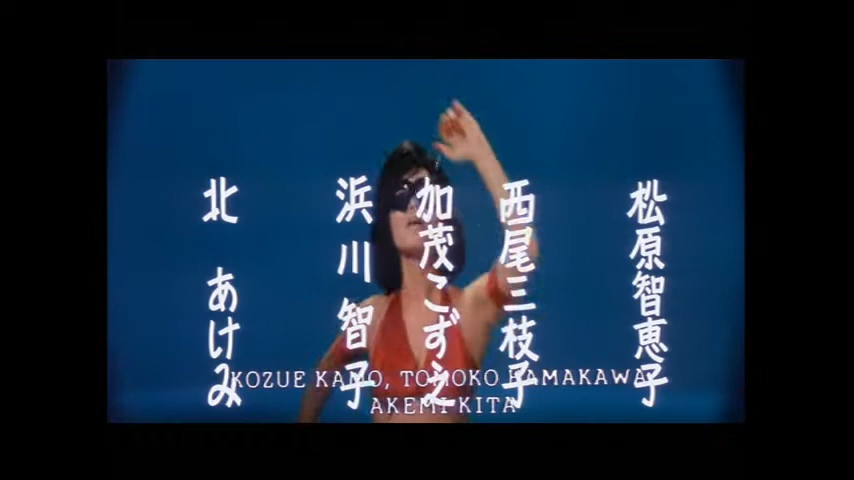 松原智恵子
西尾三枝子
加茂こずえ
浜川智子
北あけみ
KOZUE KAMO, TOMOKO HAMAKAWA
AKEMI KITA